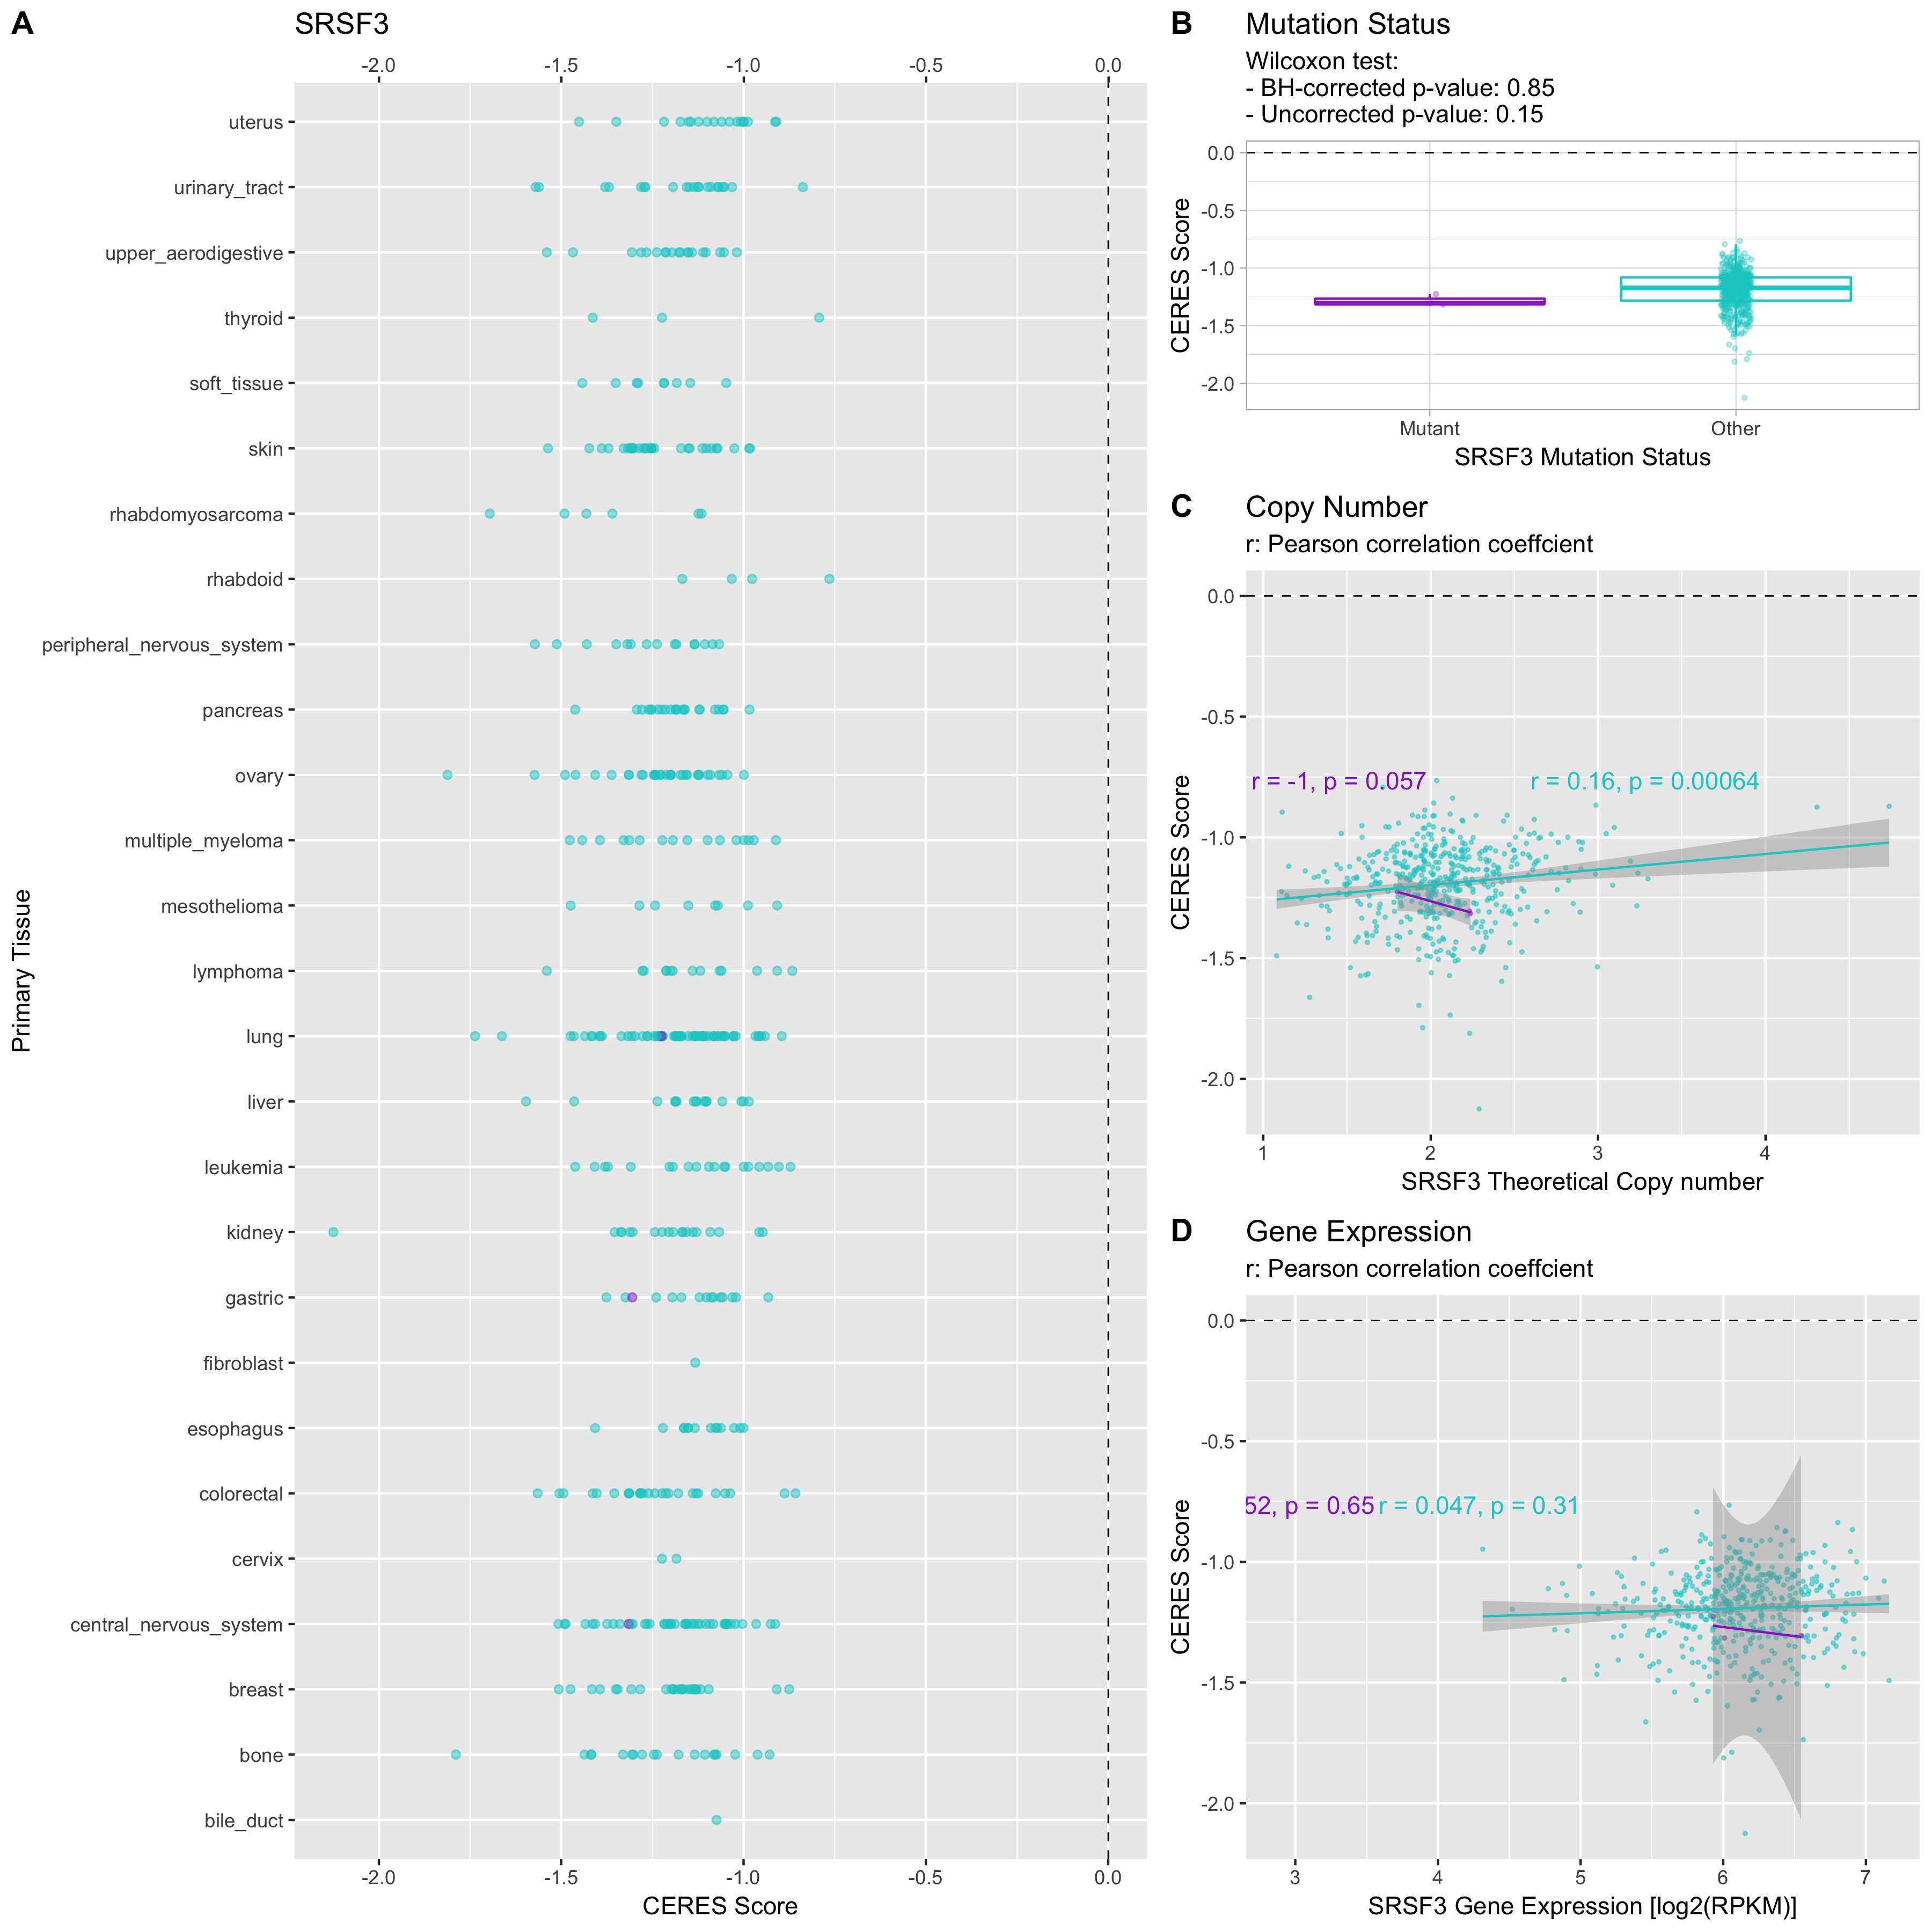 A
SRSF3
-2.0 -1.5 -1.0 -0.5 0.0
Primary Tissue
uterus
urinary_tract
upper_aerodigestive
thyroid
soft_tissue
skin
rhabdomyosarcoma
rhabdoid
peripheral_nervous_system
pancreas
ovary
multiple_myeloma
mesothelioma
lymphoma
lung
liver
leukemia
kidney
gastric
fibroblast
esophagus
colorectal
cervix
central_nervous_system
breast
bone
bile_duct
-2.0 -1.5 -1.0 -0.5 0.0
CERES Score
B
Mutation Status
Wilcoxon test:
- BH-corrected p-value: 0.85
- Uncorrected p-value: 0.15
CERES Score
0.0
-0.5
-1.0
-1.5
-2.0
Mutant Other
SRSF3 Mutation Status
C
Copy Number
r: Pearson correlation coeffcient
CERES Score
0.0
-0.5
-1.0
-1.5
-2.0
r = -1, p = 0.057 r = 0.16, p = 0.00064
1 2 3 4
SRSF3 Theoretical Copy number
D
Gene Expression
r: Pearson correlation coeffcient
CERES Score
0.0
-0.5
-1.0
-1.5
-2.0
52, p = 0.65 r = 0.047, p = 0.31
3 4 5 6 7
SRSF3 Gene Expression [log2(RPKM)]